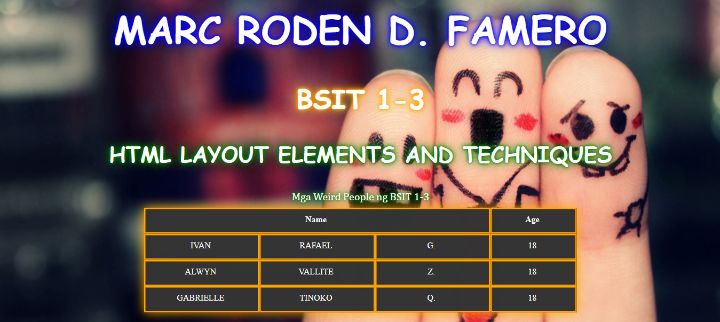 MARC RODEN D. FAMERO
BSIT 1-3
HTML LAYOUT ELEMENTS AND TECHNIQUES
Mga Weird People ng BSIT 1-3
Name Age
IVAN RAFAEL G. 18
ALWYN VALLITE Z. 18
GABRIELLE TINOKO Q. 18